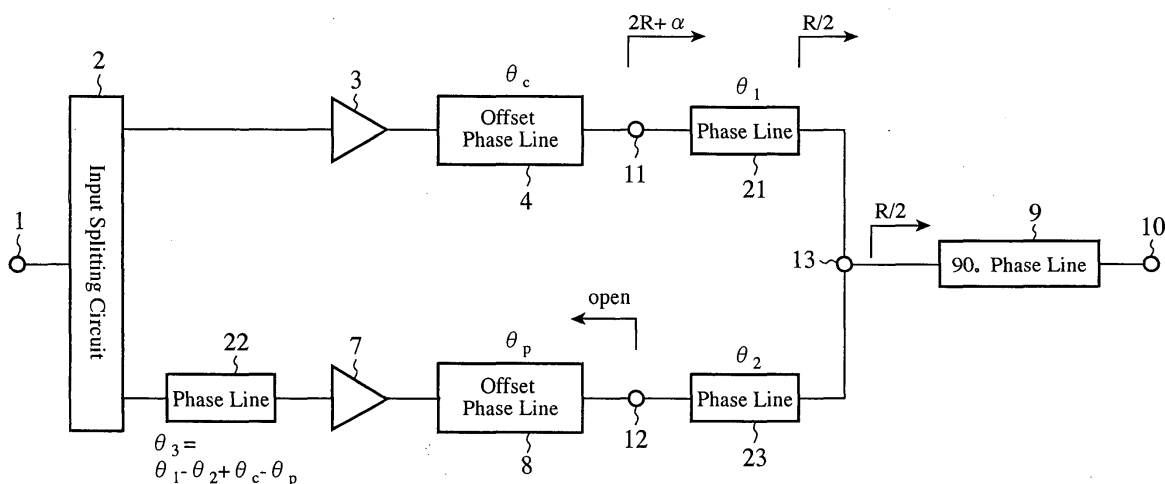 2R+ α
R/2
2
3
θ c
θ 1
Offset
Phase Line
Phase Line
4
11
21
Input Splitting Circuit
1
R/2
9
10
13
90。 Phase Line
open
22
7
θ p
θ 2
Phase Line
Offset
Phase Line
Phase Line
8
12
23
θ 3 =
θ 1 - θ 2 + θ c - θ p